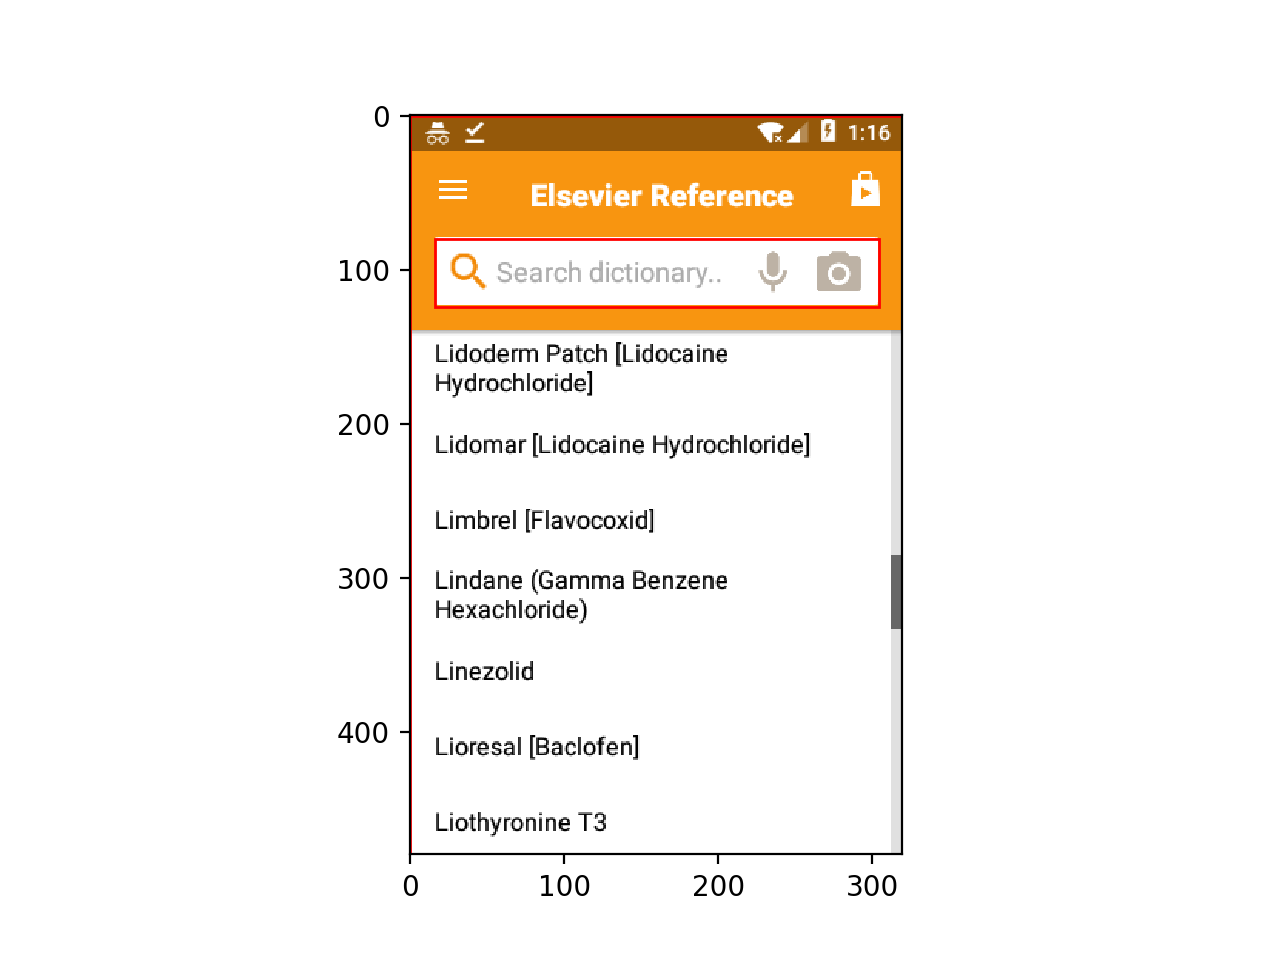 0
1:16
Elsevier Reference
100
Search dictionary..
Lidoderm Patch [Lidocaine
Hydrochloride]
200
Lidomar [Lidocaine Hydrochloride]
Limbrel [Flavocoxid]
300
Lindane (Gamma Benzene
Hexachloride)
Linezolid
400
Lioresal [Baclofen]
Liothyronine T3
0 100 200 300